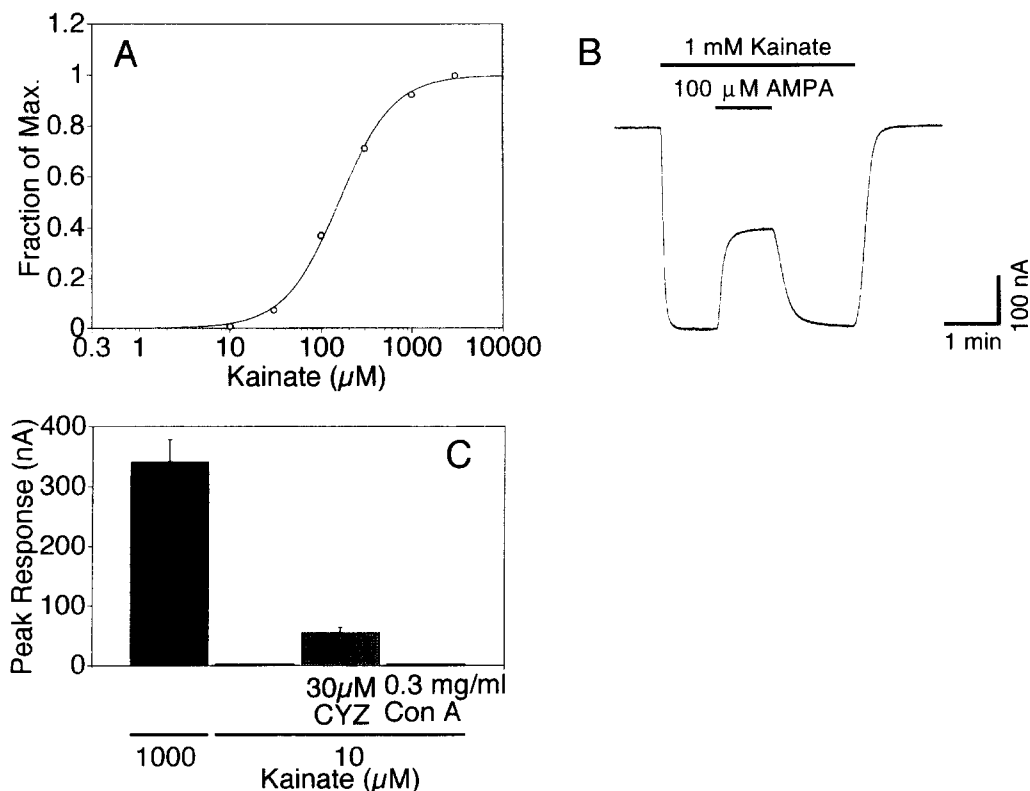 A
Fraction of Max.
1.2
1
0.8
0.6
0.4
0.2
0
0.3 1 10 100 1000 10000
Kainate (µM)
B
1 mM Kainate
100 µM AMPA
100 nA
1 min
C
Peak Response (nA)
400
300
200
100
0
30µM 0.3 mg/ml
CYZ Con A
1000 10
Kainate (µM)